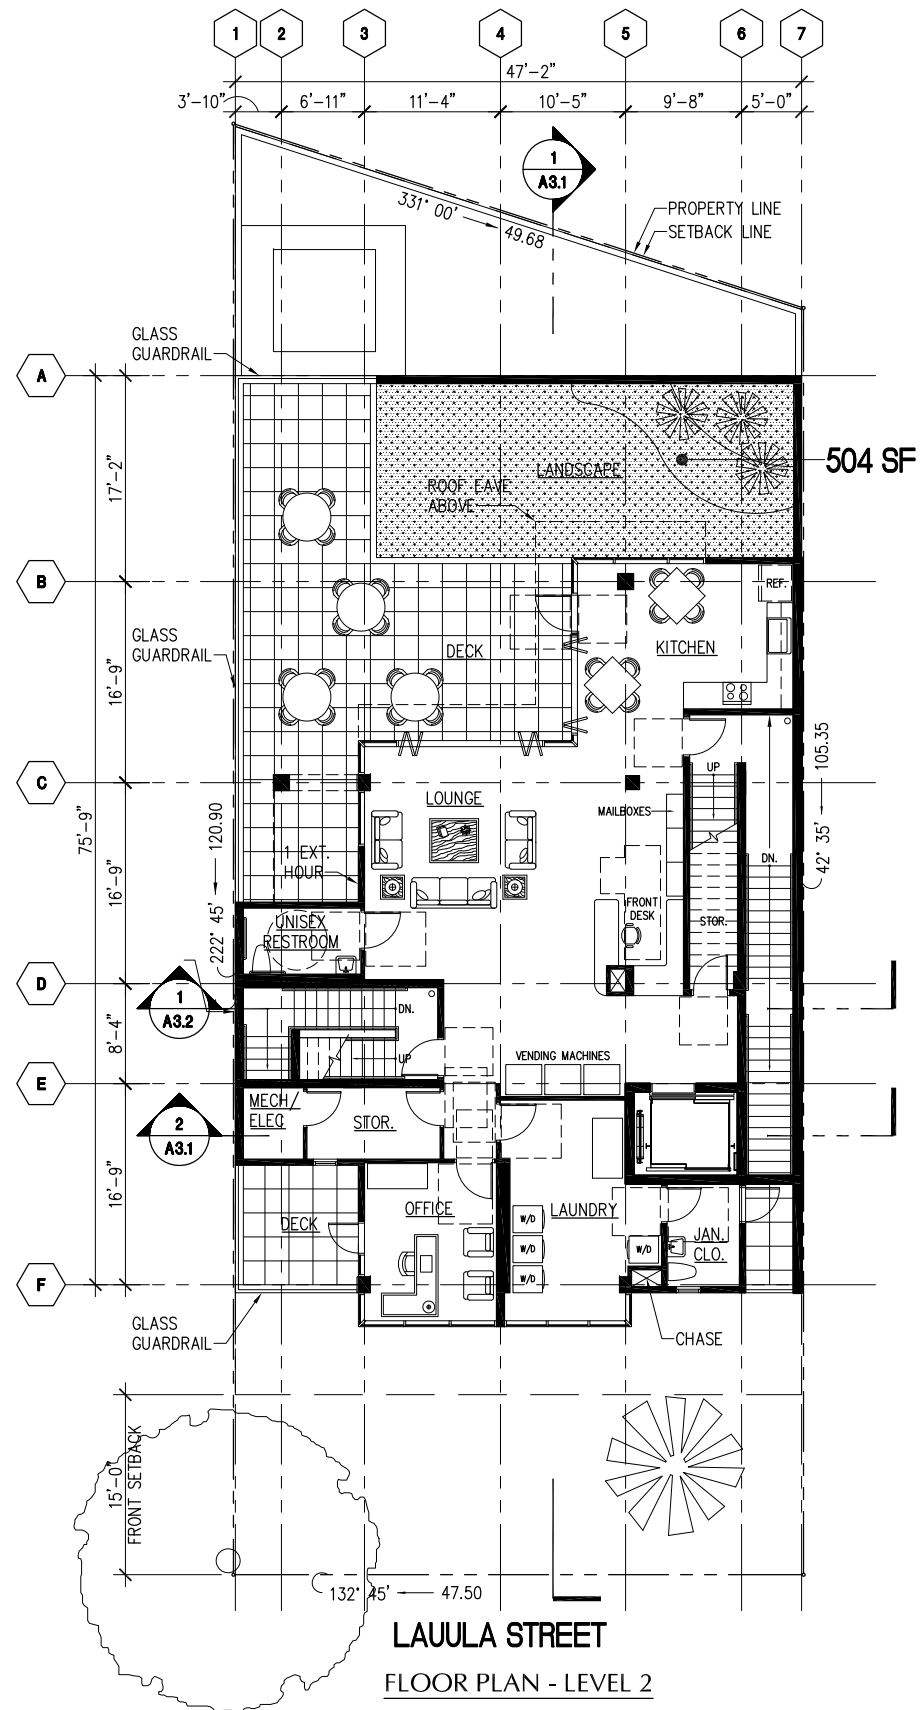 1 2 3 4 5 6 7
47'-2"
3'-10" 6'-11" 11'-4" 10'-5" 9'-8" 5'-0"
1
A3.1
331° 00'
49.68
PROPERTY LINE
SETBACK LINE
GLASS
GUARDRAIL
A
504 SF
LANDSCAPE
ROOF EAVE
ABOVE
17'-2"
B
REF.
GLASS
GUARDRAIL
DECK
KITCHEN
16'-9"
105.35
42° 35'
UP
C
LOUNGE
MAILBOXES
75'-9"
120.90
222° 45'
1 EXT.
HOUR
DN.
16'-9"
FRONT
DESK
STOR.
UNISEX
RESTROOM
D
1
A3.2
DN.
8'-4"
UP
VENDING MACHINES
E
MECH/
ELEC
STOR.
2
A3.1
16'-9"
DECK
OFFICE
LAUNDRY
W/D
W/D
W/D
W/D
JAN.
CLO.
F
GLASS
GUARDRAIL
CHASE
15'-0"
FRONT SETBACK
132° 45'
47.50
LAUULA STREET
FLOOR PLAN - LEVEL 2